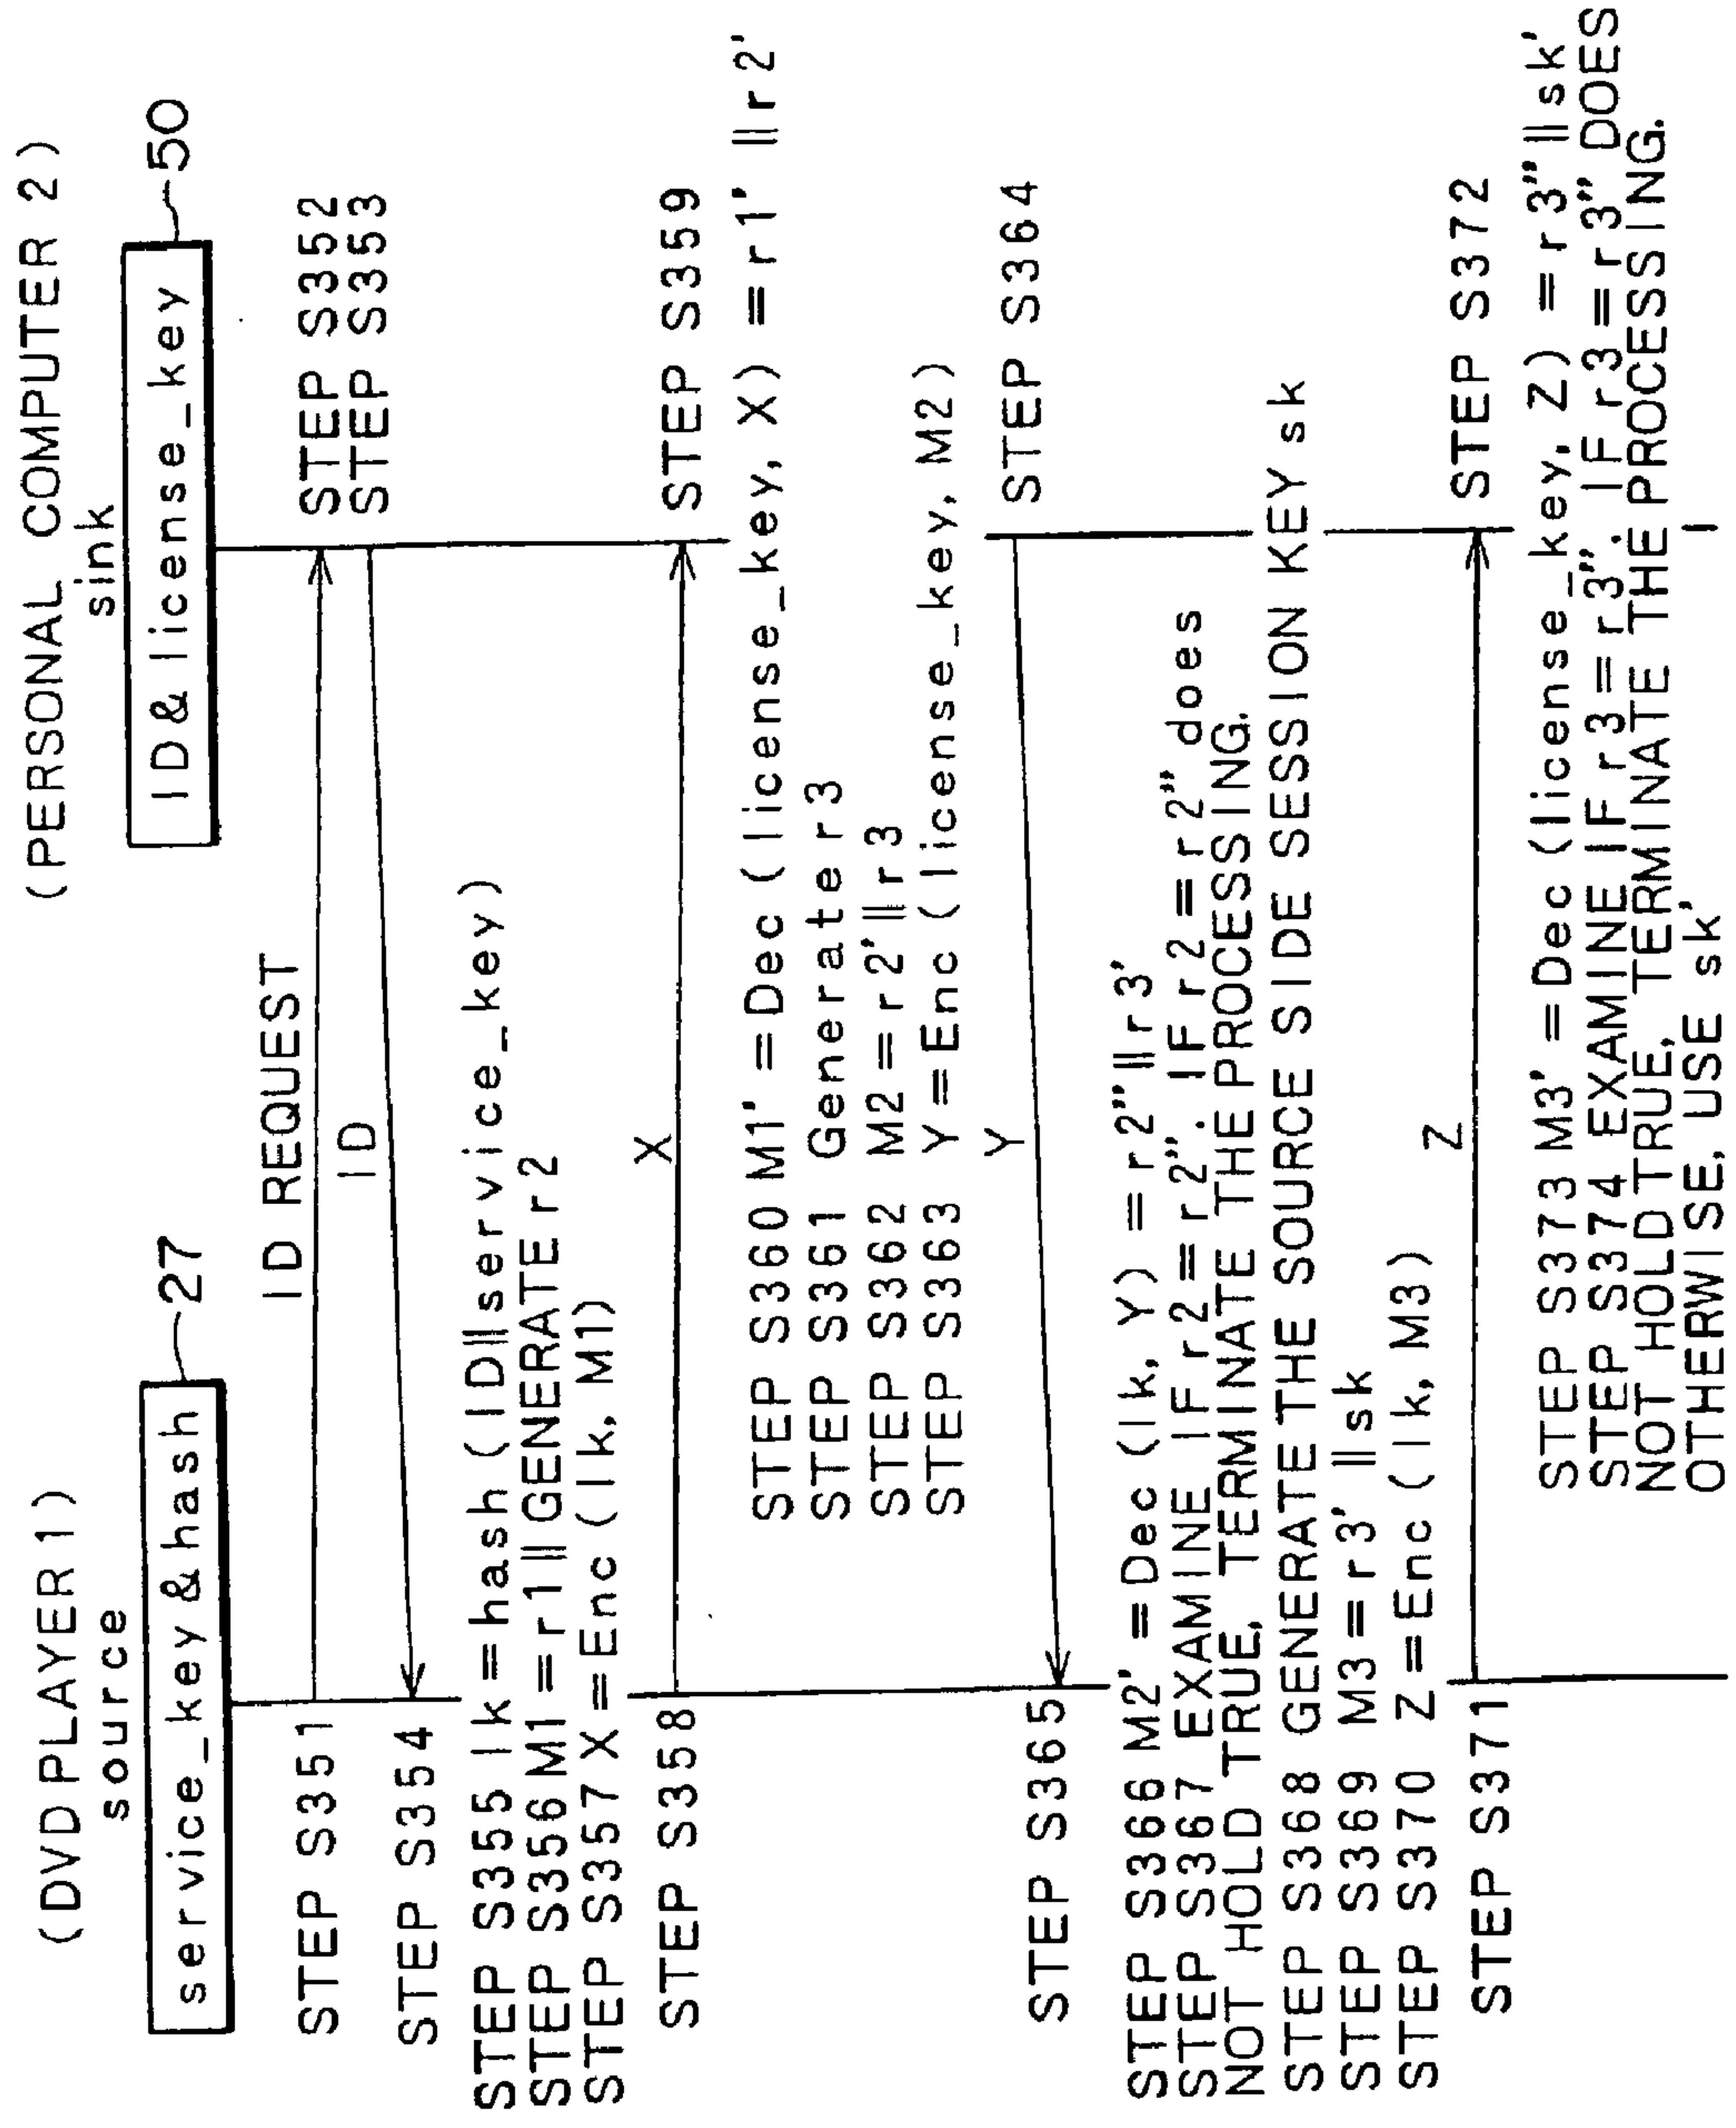 (DVD PLAYER 1)
source
service_key&hash
27
(PERSONAL COMPUTER 2)
sink
ID&license_key
50
STEP S351
ID REQUEST
STEP S352
STEP S353
ID
STEP S354
STEP S355 lk=hash (ID||service_key)
STEP S356 M1=r1||GENERATE r2
STEP S357 X=Enc (lk, M1)
STEP S358
X
STEP S359
STEP S360 M1'=Dec (license_key, X) = r1' ||r2'
STEP S361 Generate r3
STEP S362 M2=r2'||r3
STEP S363 Y=Enc (license_key, M2)
Y
STEP S364
STEP S365
STEP S366 M2'=Dec (lk, Y) = r2"||r3'
STEP S367 EXAMINE IF r2=r2". IF r2=r2" does
NOT HOLD TRUE, TERMINATE THE PROCESSING.
STEP S368 GENERATE THE SOURCE SIDE SESSION KEY sk
STEP S369 M3=r3' ||sk
STEP S370 Z=Enc (lk, M3)
STEP S371
Z
STEP S372
STEP S373 M3'=Dec (license_key, Z) = r3"||sk'
STEP S374 EXAMINE IF r3=r3". IF r3=r3" DOES
NOT HOLD TRUE, TERMINATE THE PROCESSING.
OTHERWISE, USE sk'